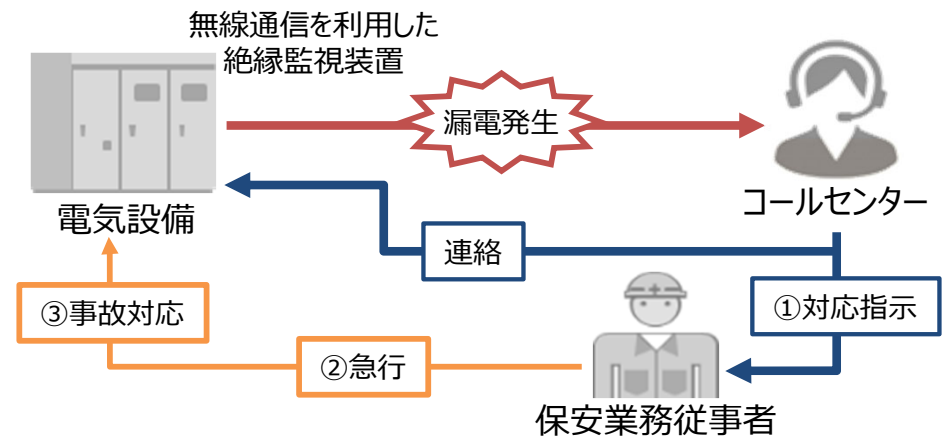 無線通信を利用した
絶縁監視装置
漏電発生
電気設備
コールセンター
連絡
①対応指示
③事故対応
②急行
保安業務従事者